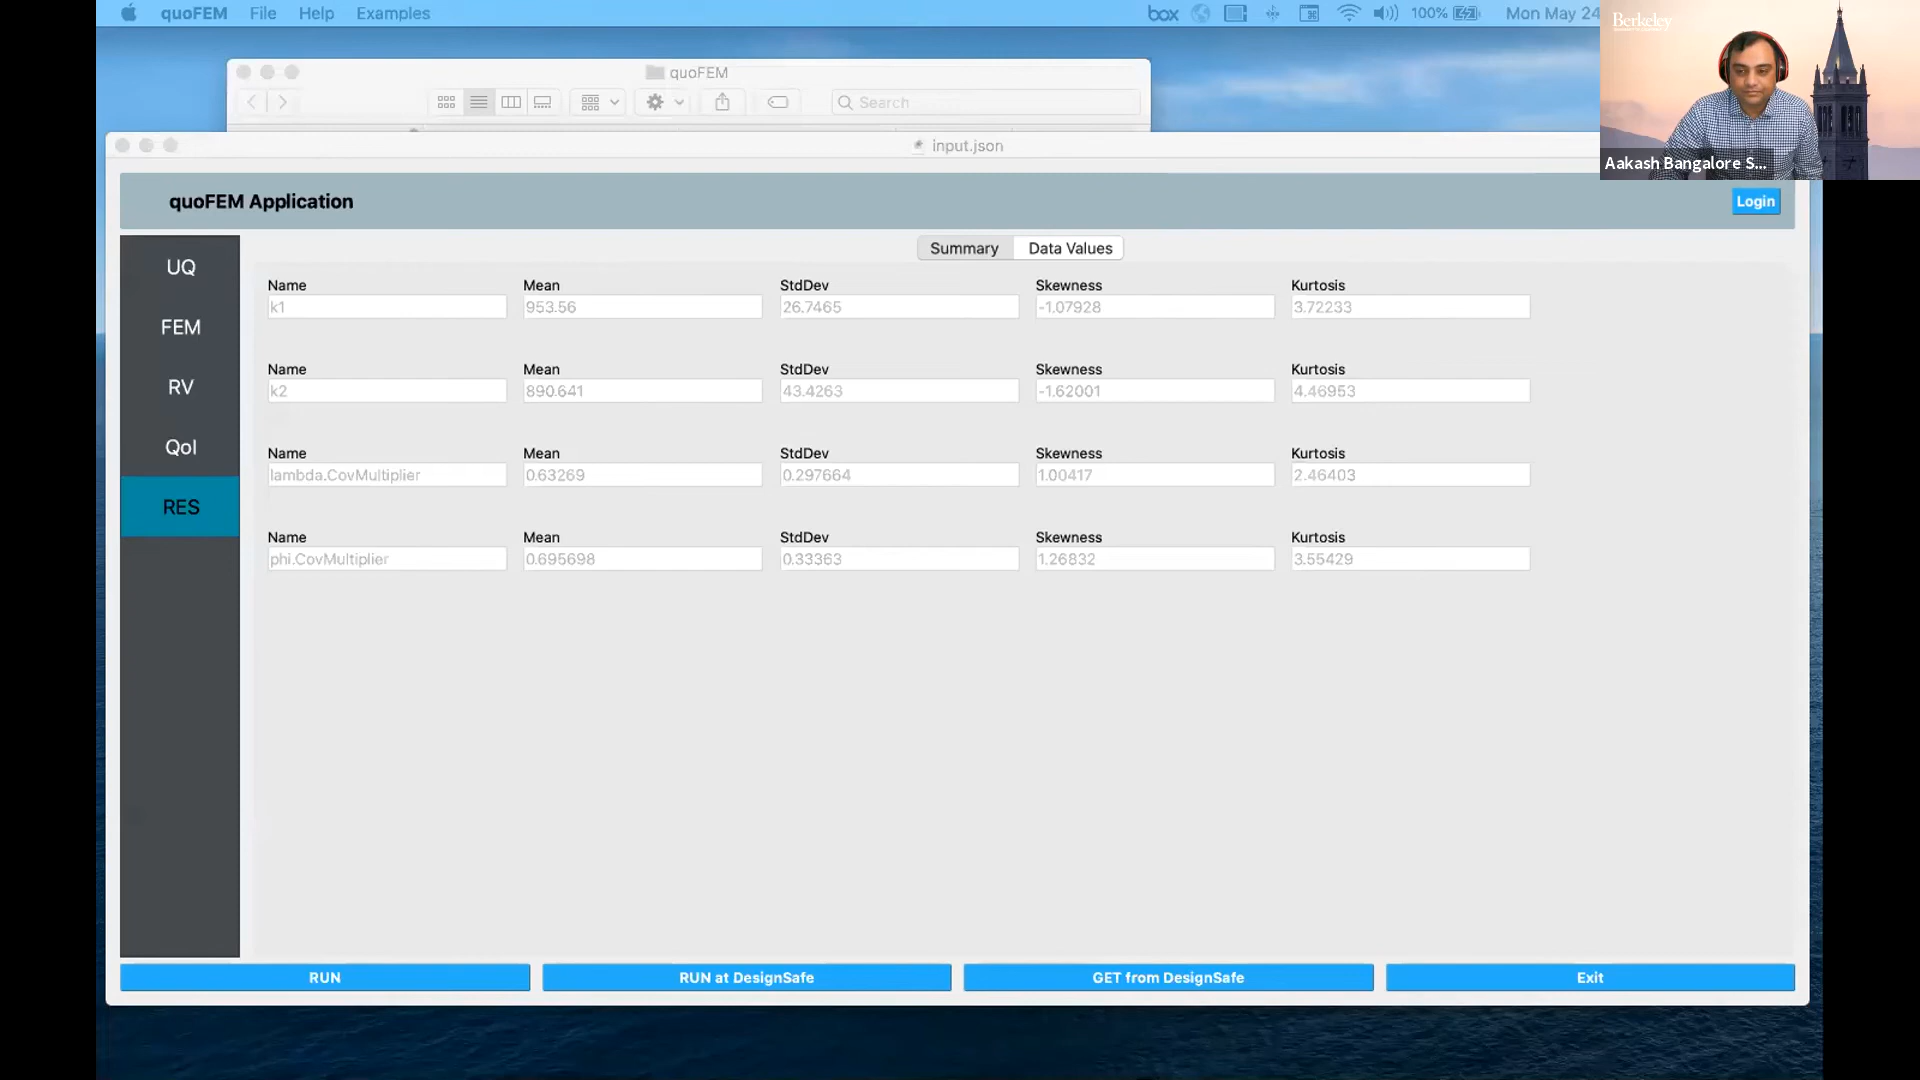 quoFEM File Help Examples box 100% Mon May 24
Berkeley
quoFEM
Search
input.json
Aakash Bangalore S...
quoFEM Application
Login
UQ
FEM
RV
QoI
RES
Summary Data Values
Name Mean StdDev Skewness Kurtosis
k1 953.56 26.7465 -1.07928 3.72233
Name Mean StdDev Skewness Kurtosis
k2 890.641 43.4263 -1.62001 4.46953
Name Mean StdDev Skewness Kurtosis
lambda.CovMultiplier 0.63269 0.297664 1.00417 2.46403
Name Mean StdDev Skewness Kurtosis
phi.CovMultiplier 0.695698 0.33363 1.26832 3.55429
RUN RUN at DesignSafe GET from DesignSafe Exit